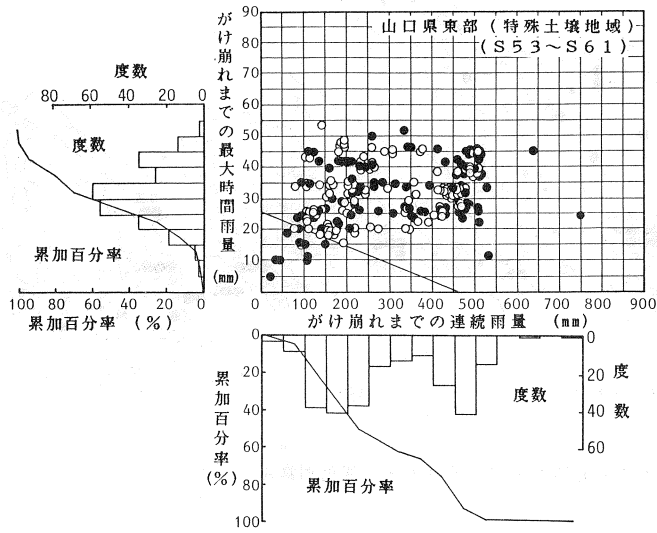 山口県東部(特殊土壌地域)
(S53〜S61)
がけ崩れまでの最大時間雨量
(mm)
90
80
70
60
50
40
30
20
10
0 100 200 300 400 500 600 700 800 900
がけ崩れまでの連続雨量 (mm)
度数
80 60 40 20 0
度数
累加百分率
100 80 60 40 20 0
累加百分率 (%)
0
20
40
60
80
100
累加百分率
(%)
度数
累加百分率
0
20
40
60
度数